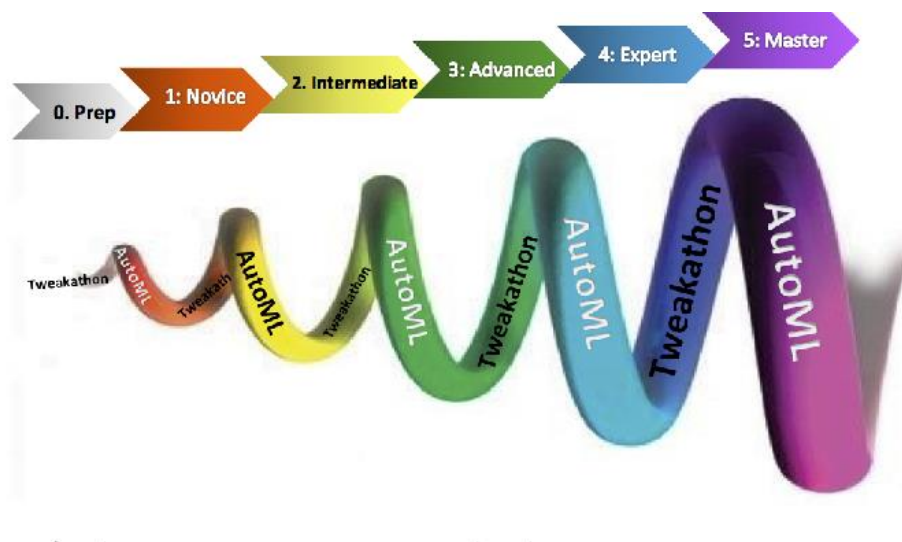 0. Prep
1: Novice
2. Intermediate
3: Advanced
4: Expert
5: Master
Tweakathon
AutoML
Tweakath
AutoML
Tweakathon
AutoML
Tweakathon
AutoML
Tweakathon
AutoML